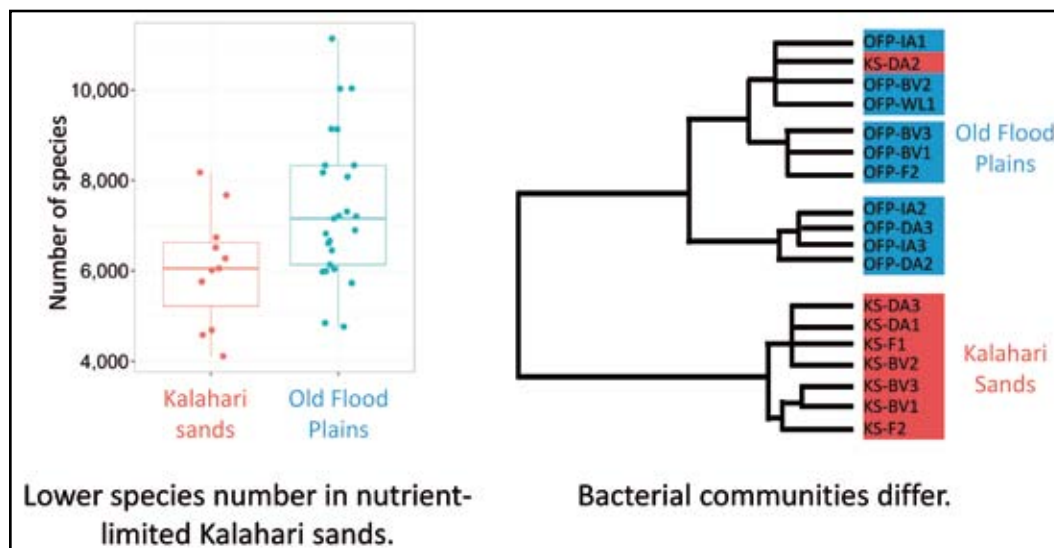 Number of species
10,000
8,000
6,000
4,000
Kalahari
sands
Old Flood
Plains
Lower species number in nutrient-
limited Kalahari sands.
OFP-IA1
KS-DA2
OFP-BV2
OFP-WL1
OFP-BV3
OFP-BV1
OFP-F2
OFP-IA2
OFP-DA3
OFP-IA3
OFP-DA2
KS-DA3
KS-DA1
KS-F1
KS-BV2
KS-BV3
KS-BV1
KS-F2
Old Flood
Plains
Kalahari
Sands
Bacterial communities differ.